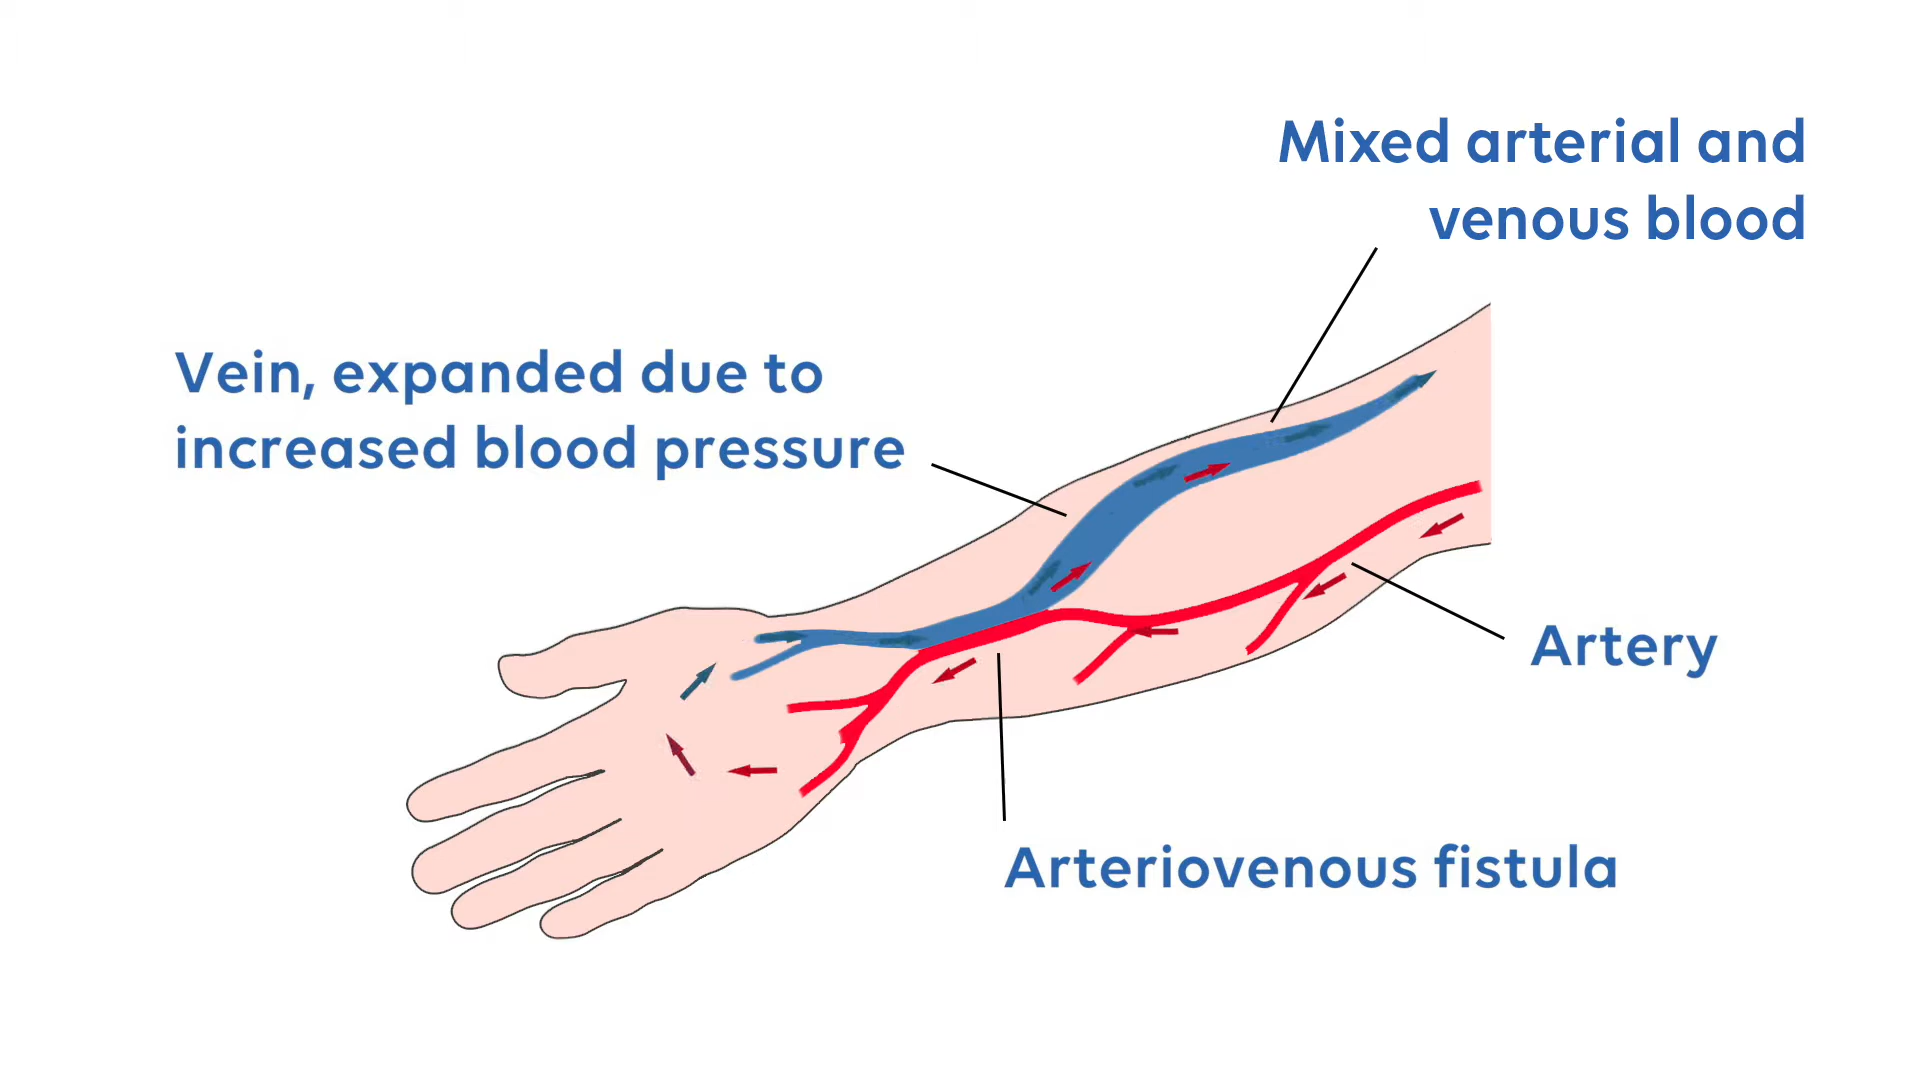 Mixed arterial and
venous blood
Vein, expanded due to
increased blood pressure
Artery
Arteriovenous fistula